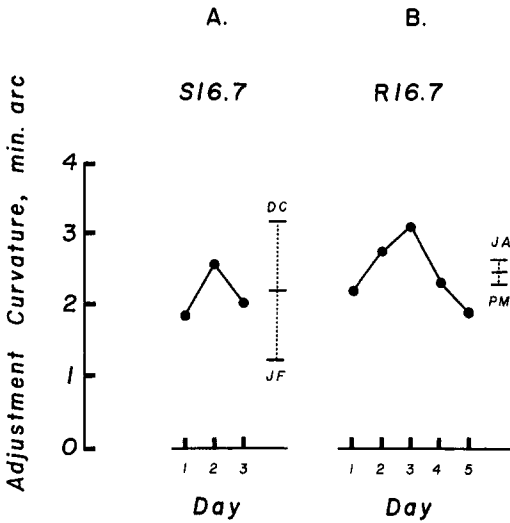 A.
B.
S16.7
R16.7
Adjustment Curvature, min. arc
4
3
2
1
0
DC
JF
JA
PM
1 2 3
1 2 3 4 5
Day
Day